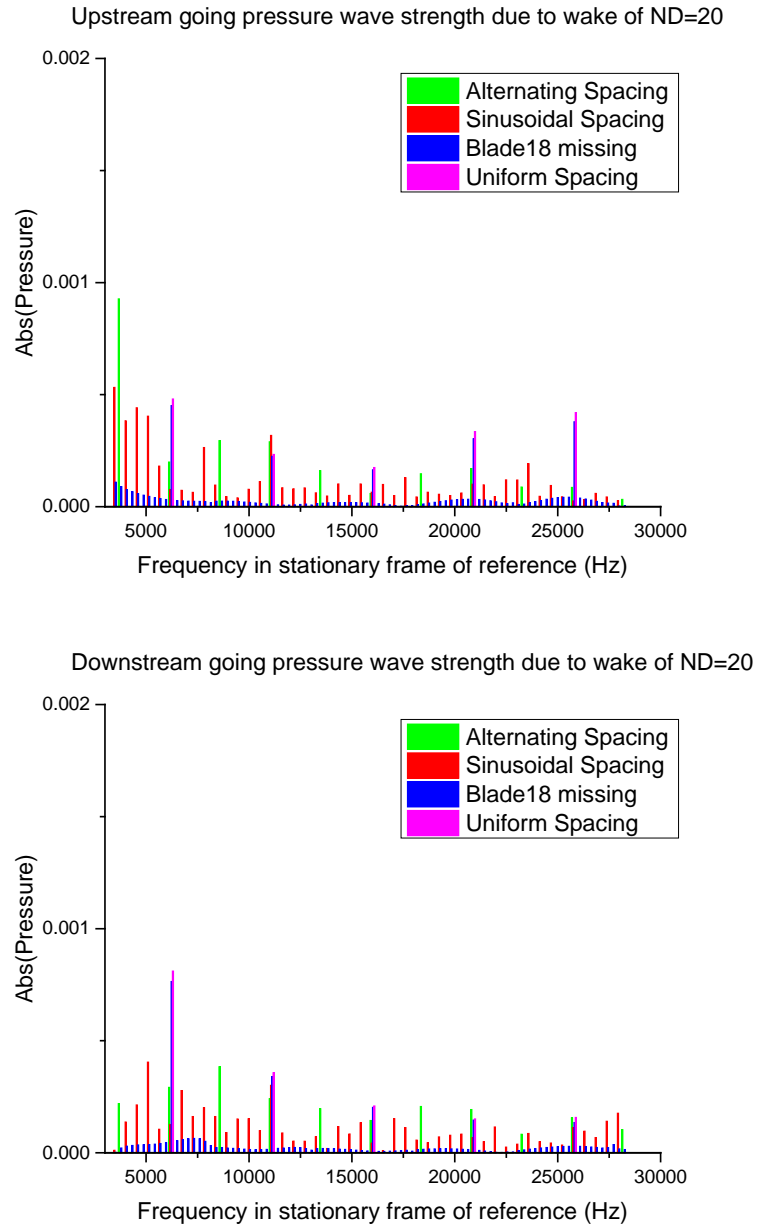 Upstream going pressure wave strength due to wake of ND=20
0.002
Alternating Spacing
Sinusoidal Spacing
Blade18 missing
Uniform Spacing
Abs(Pressure)
0.001
0.000
5000 10000 15000 20000 25000 30000
Frequency in stationary frame of reference (Hz)
Downstream going pressure wave strength due to wake of ND=20
0.002
Alternating Spacing
Sinusoidal Spacing
Blade18 missing
Uniform Spacing
Abs(Pressure)
0.001
0.000
5000 10000 15000 20000 25000 30000
Frequency in stationary frame of reference (Hz)